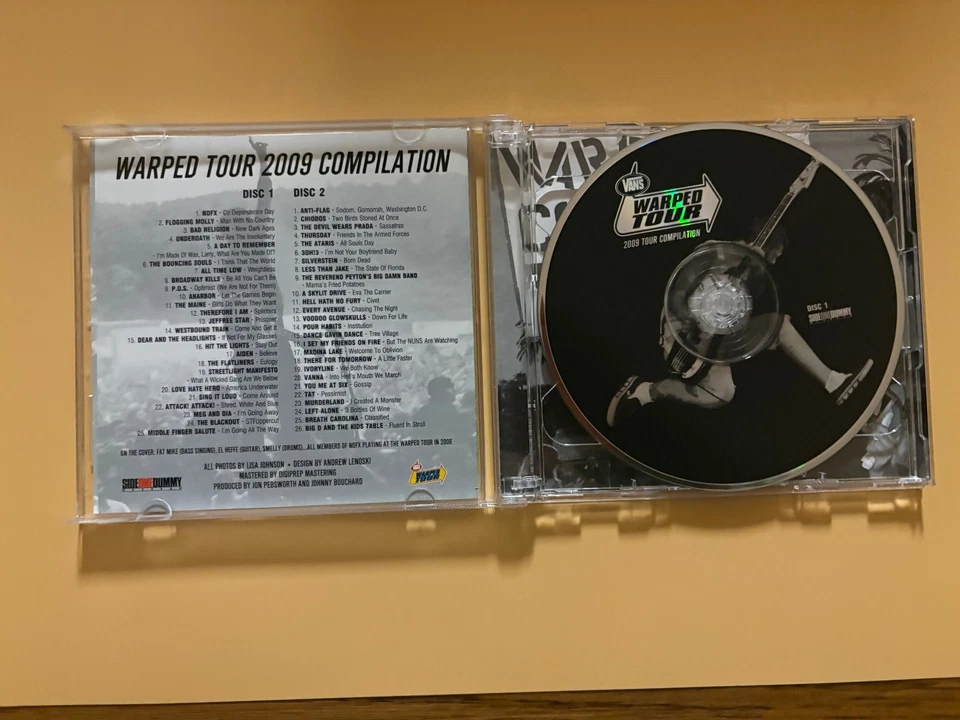 WARPED TOUR 2009 COMPILATION
DISC 1
1. NOFX - Co Dependence Day
2. FLOGGING MOLLY - Man With No Country
3. BAD RELIGION - New Dark Ages
4. UNDEROATH - We Are The Involuntary
5. A DAY TO REMEMBER
- I'm Made Of Wax, Larry, What Are You Made Of?
6. THE BOUNCING SOULS - I Think That The World
7. ALL TIME LOW - Weightless
8. BROADWAY KILLS - Be All You Can't Be
9. P.O.S. - Optimist (We Are Not For Them)
10. ANARBOR - Let The Games Begin
11. THE MAINE - Girls Do What They Want
12. THEREFORE I AM - Splinters
13. JEFFREE STAR - Prisoner
14. WESTBOUND TRAIN - Come And Get It
15. DEAR AND THE HEADLIGHTS - If Not For My Glasses
16. HIT THE LIGHTS - Stay Out
17. AIDEN - Believe
18. THE FLATLINERS - Eulogy
19. STREETLIGHT MANIFESTO
- What A Wicked Gang Are We Below
20. LOVE HATE HERO - America Underwater
21. SING IT LOUD - Come Around
22. ATTACK! ATTACK! - Shred, White And Blue
23. MEG AND DIA - I'm Going Away
24. THE BLACKOUT - STFUppercut
25. MIDDLE FINGER SALUTE - I'm Going All The Way
DISC 2
1. ANTI-FLAG - Sodom, Gomorrah, Washington D.C.
2. CHIODOS - Two Birds Stoned At Once
3. THE DEVIL WEARS PRADA - Sassafras
4. THURSDAY - Friends In The Armed Forces
5. THE ATARIS - All Souls Day
6. 3OH!3 - I'm Not Your Boyfriend Baby
7. SILVERSTEIN - Born Dead
8. LESS THAN JAKE - The State Of Florida
9. THE REVEREND PEYTON'S BIG DAMN BAND
- Mama's Fried Potatoes
10. A SKYLIT DRIVE - Eva The Carrier
11. HELL HATH NO FURY - Civet
12. EVERY AVENUE - Chasing The Night
13. VOODOO GLOWSKULLS - Down For Life
14. POUR HABITS - Institution
15. DANCE GAVIN DANCE - Tree Village
16. I SET MY FRIENDS ON FIRE - But The NUNS Are Watching
17. MADINA LAKE - Welcome To Oblivion
18. THERE FOR TOMORROW - A Little Faster
19. IVORYLINE - We Both Know
20. VANNA - Into Hell's Mouth We March
21. YOU ME AT SIX - Gossip
22. TAT - Pessimist
23. MURDERLAND - I Created A Monster
24. LEFT ALONE - 3 Bottles Of Wine
25. BREATH CAROLINA - Classified
26. BIG D AND THE KIDS TABLE - Fluent In Stroll
ON THE COVER: FAT MIKE (BASS SINGING), EL HEFE (GUITAR), SMELLY (DRUMS)...ALL MEMBERS OF NOFX PLAYING AT THE WARPED TOUR IN 2006
ALL PHOTOS BY LISA JOHNSON • DESIGN BY ANDREW LENOSKI
MASTERED BY DIGIPREP MASTERING
PRODUCED BY JON PEBSWORTH AND JOHNNY BOUCHARD
SIDEONEDUMMY
WARPED TOUR
VANS
WARPED
TOUR
2009 TOUR COMPILATION
DISC 1
SIDEONEDUMMY